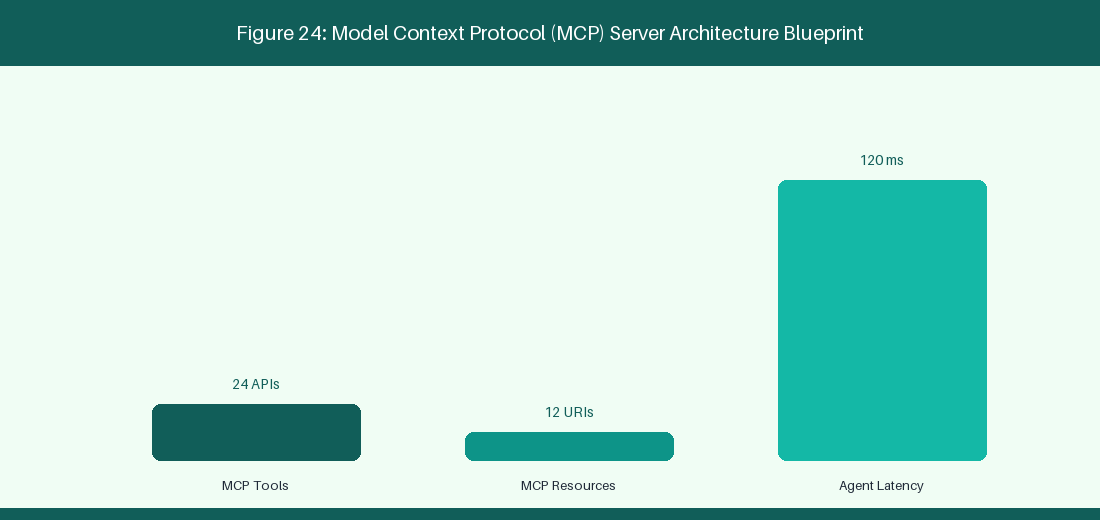 Figure 24: Model Context Protocol (MCP) Server Architecture Blueprint
120 ms
24 APIs
12 URIs
MCP Tools
MCP Resources
Agent Latency